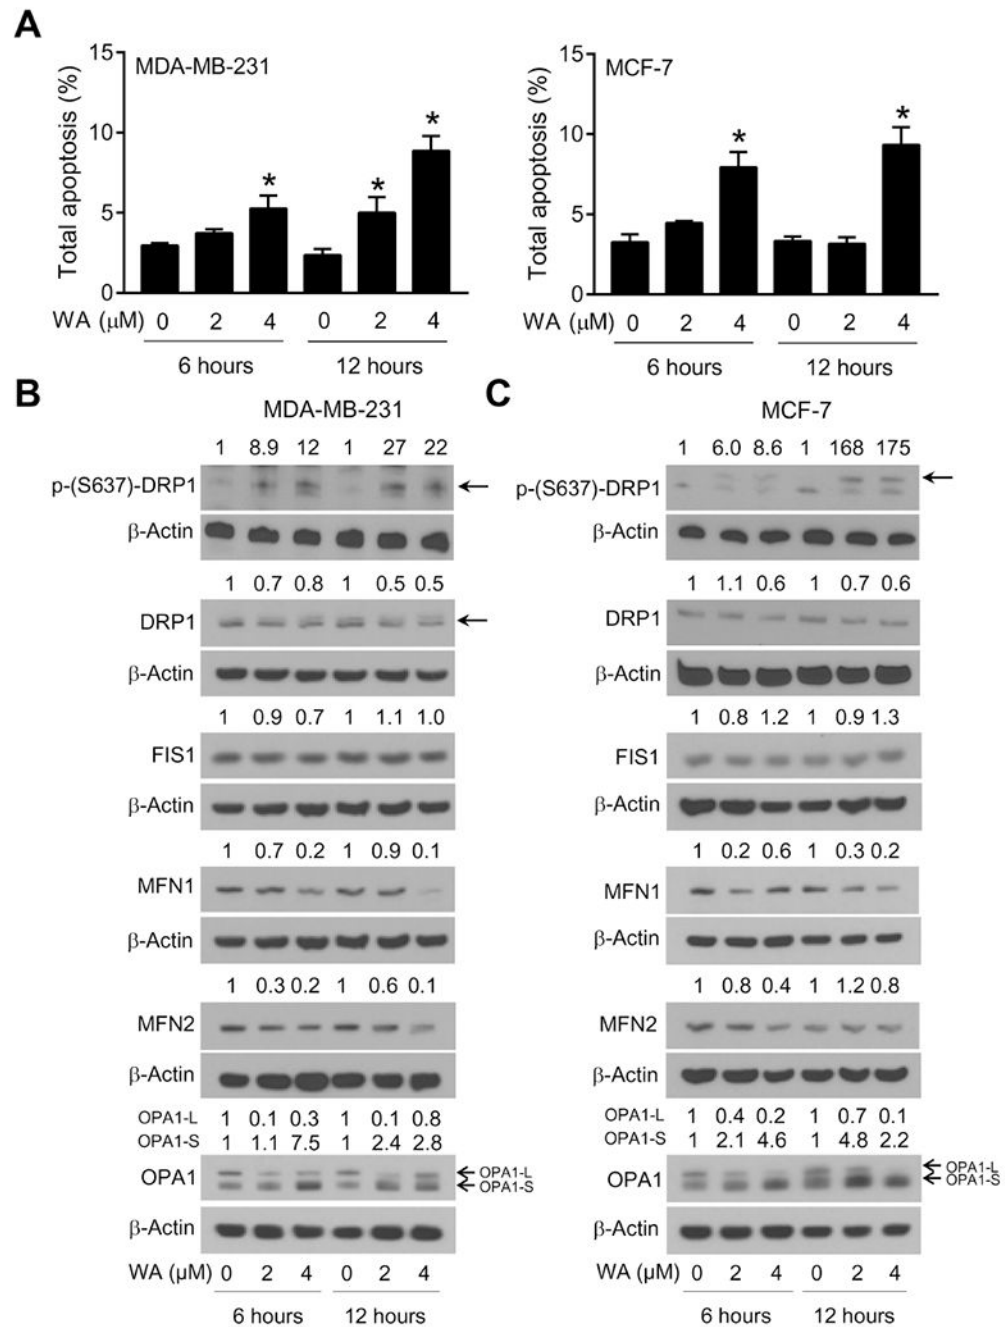 A
15
10
5
0
Total apoptosis (%)
MDA-MB-231
* * *
WA (μM) 0 2 4 0 2 4
6 hours 12 hours
15
10
5
0
Total apoptosis (%)
MCF-7
* *
WA (μM) 0 2 4 0 2 4
6 hours 12 hours
B
MDA-MB-231
1 8.9 12 1 27 22
p-(S637)-DRP1
β-Actin
1 0.7 0.8 1 0.5 0.5
DRP1
β-Actin
1 0.9 0.7 1 1.1 1.0
FIS1
β-Actin
1 0.7 0.2 1 0.9 0.1
MFN1
β-Actin
1 0.3 0.2 1 0.6 0.1
MFN2
β-Actin
OPA1-L 1 0.1 0.3 1 0.1 0.8
OPA1-S 1 1.1 7.5 1 2.4 2.8
OPA1
OPA1-L
OPA1-S
β-Actin
WA (μM) 0 2 4 0 2 4
6 hours 12 hours
C
MCF-7
1 6.0 8.6 1 168 175
p-(S637)-DRP1
β-Actin
1 1.1 0.6 1 0.7 0.6
DRP1
β-Actin
1 0.8 1.2 1 0.9 1.3
FIS1
β-Actin
1 0.2 0.6 1 0.3 0.2
MFN1
β-Actin
1 0.8 0.4 1 1.2 0.8
MFN2
β-Actin
OPA1-L 1 0.4 0.2 1 0.7 0.1
OPA1-S 1 2.1 4.6 1 4.8 2.2
OPA1
OPA1-L
OPA1-S
β-Actin
WA (μM) 0 2 4 0 2 4
6 hours 12 hours